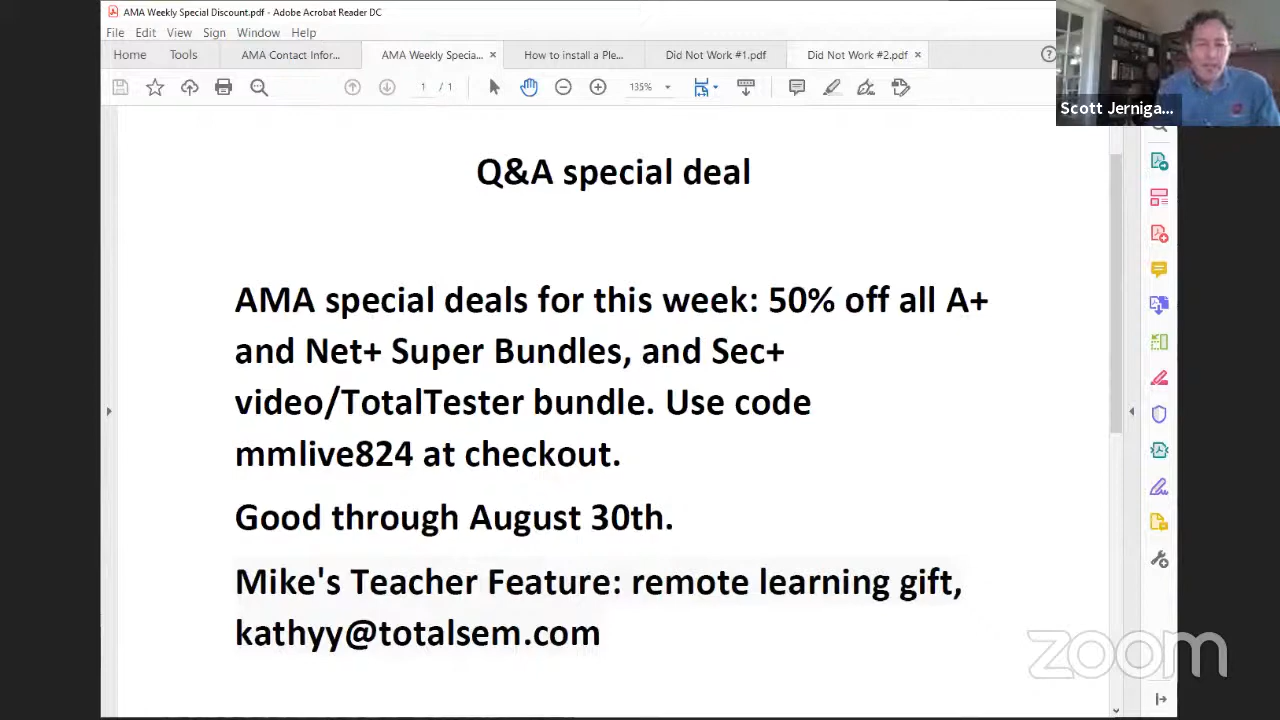 AMA Weekly Special Discount.pdf - Adobe Acrobat Reader DC
File Edit View Sign Window Help
Home Tools AMA Contact Infor... AMA Weekly Specia... × How to install a Ple... Did Not Work #1.pdf Did Not Work #2.pdf ×
1 / 1 135%
Scott Jerniga...
Q&A special deal
AMA special deals for this week: 50% off all A+
and Net+ Super Bundles, and Sec+
video/TotalTester bundle. Use code
mmlive824 at checkout.
Good through August 30th.
Mike's Teacher Feature: remote learning gift,
kathyy@totalsem.com
zoom